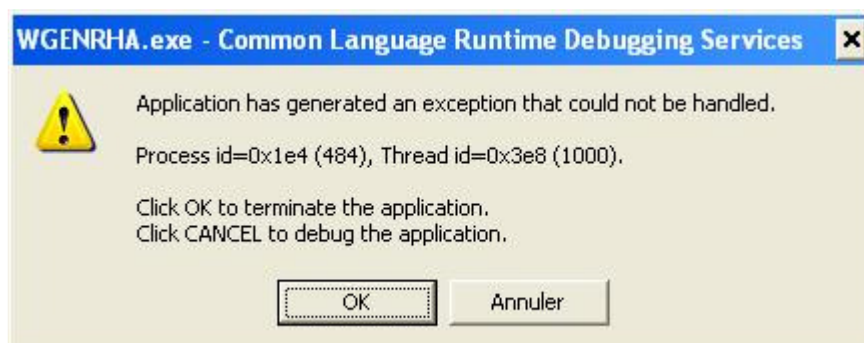 WGENRHA.exe - Common Language Runtime Debugging Services
Application has generated an exception that could not be handled.
Process id=0x1e4 (484), Thread id=0x3e8 (1000).
Click OK to terminate the application.
Click CANCEL to debug the application.
OK Annuler